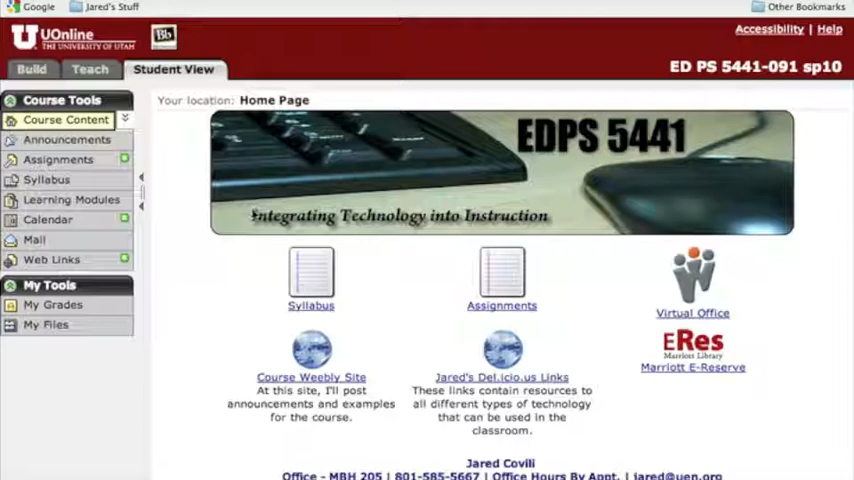 Google Jared's Stuff Other Bookmarks
U UOnline
THE UNIVERSITY OF UTAH
Bb
Accessibility | Help
Build Teach Student View
ED PS 5441-091 sp10
Course Tools
Course Content
Announcements
Assignments
Syllabus
Learning Modules
Calendar
Mail
Web Links
My Tools
My Grades
My Files
Your location: Home Page
EDPS 5441
Integrating Technology into Instruction
Syllabus
Assignments
Virtual Office
ERes
Marriott Library
Marriott E-Reserve
Course Weebly Site
At this site, I'll post
announcements and examples
for the course.
Jared's Del.icio.us Links
These links contain resources to
all different types of technology
that can be used in the
classroom.
Jared Covili
Office - MBH 205 | 801-585-5667 | Office Hours By Appt. | jared@uen.org